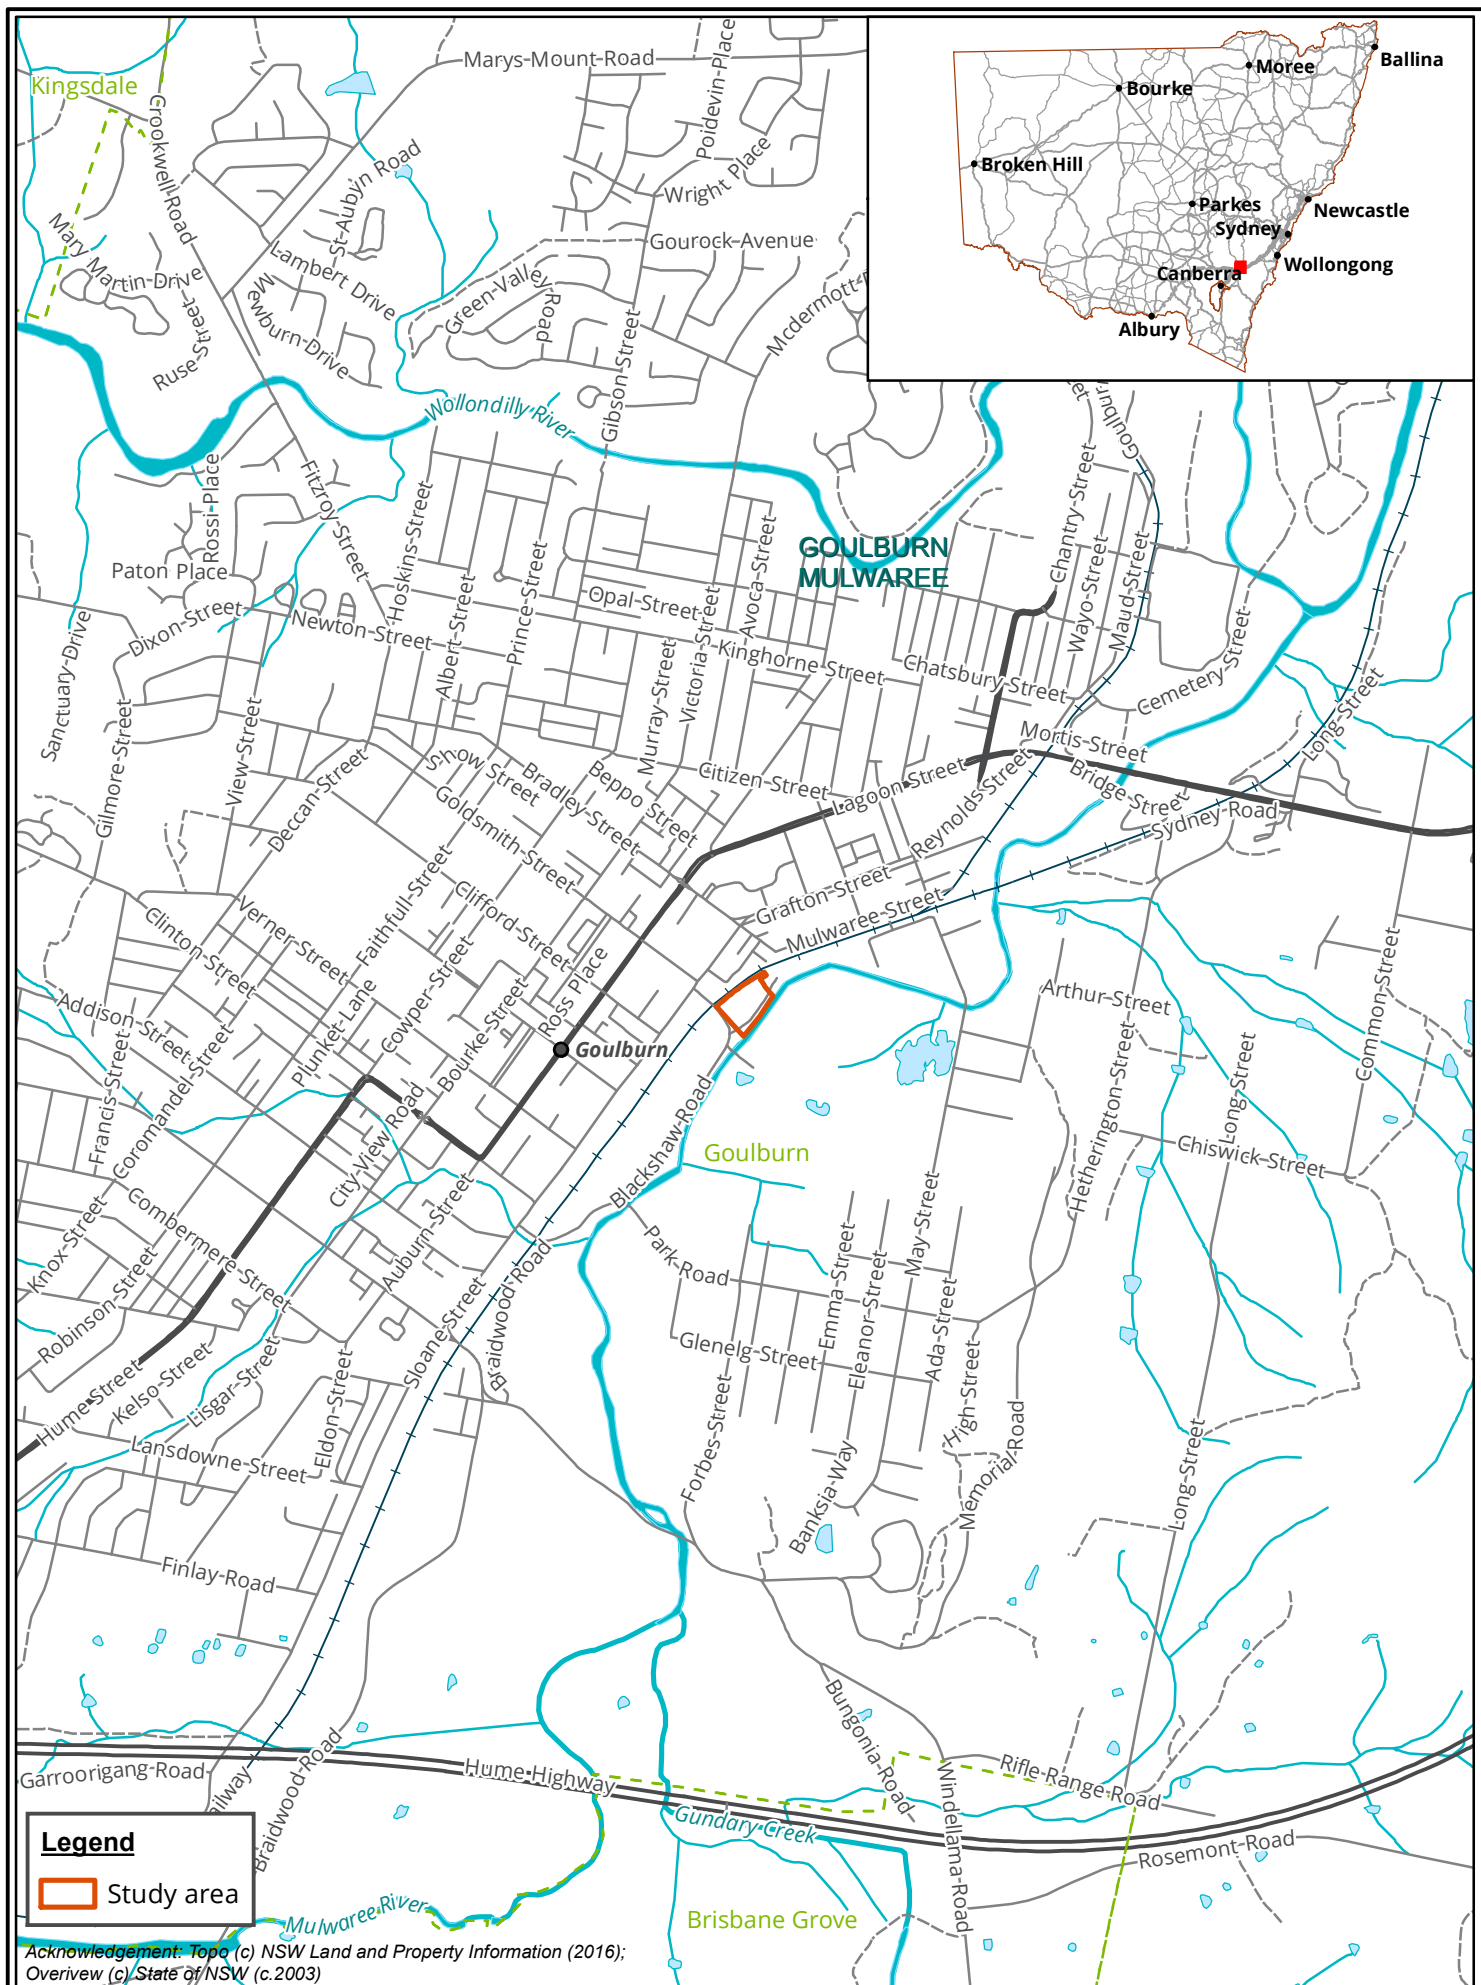 Kingsdale
Marys Mount Road
Poidevin Place
Crookwell Road
St Aubyn Road
Wright Place
Mary Martin Drive
Lambert Drive
Gourock Avenue
Mewburn Drive
Green Valley Road
Ruse Street
Gibson Street
Mcdermott
Wollondilly River
Ballina
Moree
Bourke
Broken Hill
Parkes
Newcastle
Sydney
Wollongong
Canberra
Albury
Goulbur
eet
Rossi Place
Fitzroy Street
Hoskins Street
Chantry Street
GOULBURN
MULWAREE
Paton Place
Prince Street
Avoca Street
Wayo Street
Maud Street
Opal Street
Dixon Street
Newton Street
Albert Street
Murray Street
Victoria Street
Kinghorne Street
Chatsbury Street
Cemetery Street
Sanctuary Drive
Gilmore Street
View Street
Long Street
Mortis Street
Show Street
Bradley Street
Beppo Street
Citizen Street
Lagoon Street
Bridge Street
Deccan Street
Goldsmith Street
Reynolds Street
Sydney Road
Faithfull Street
Clifford Street
Grafton Street
Mulwaree Street
Verner Street
Clinton Street
Ross Place
Cowper Street
Bourke Street
Plunket Lane
Addison Street
Common Street
Arthur Street
Goulburn
Francis Street
Coromandel Street
City View Road
Blackshaw Road
Hetherington Street
Long Street
Chiswick Street
Goulburn
Knox Street
Combermere Street
Auburn Street
Park Road
May Street
Emma Street
Eleanor Street
Robinson Street
Sloane Street
Braidwood Road
Ada Street
Glenelg Street
Hume Street
Kelso Street
Lisgar Street
Eldon Street
High Street
Forbes Street
Lansdowne Street
Banksia Way
Memorial Road
Long Street
Finlay Road
Bungonia Road
Garroorigang Road
Hume Highway
Rifle Range Road
ailway
Braidwood Road
Gundary Creek
Windellama Road
Rosemont Road
Legend
Study area
Brisbane Grove
Mulwaree River
Acknowledgement: Topo (c) NSW Land and Property Information (2016);
Overivew (c) State of NSW (c.2003)